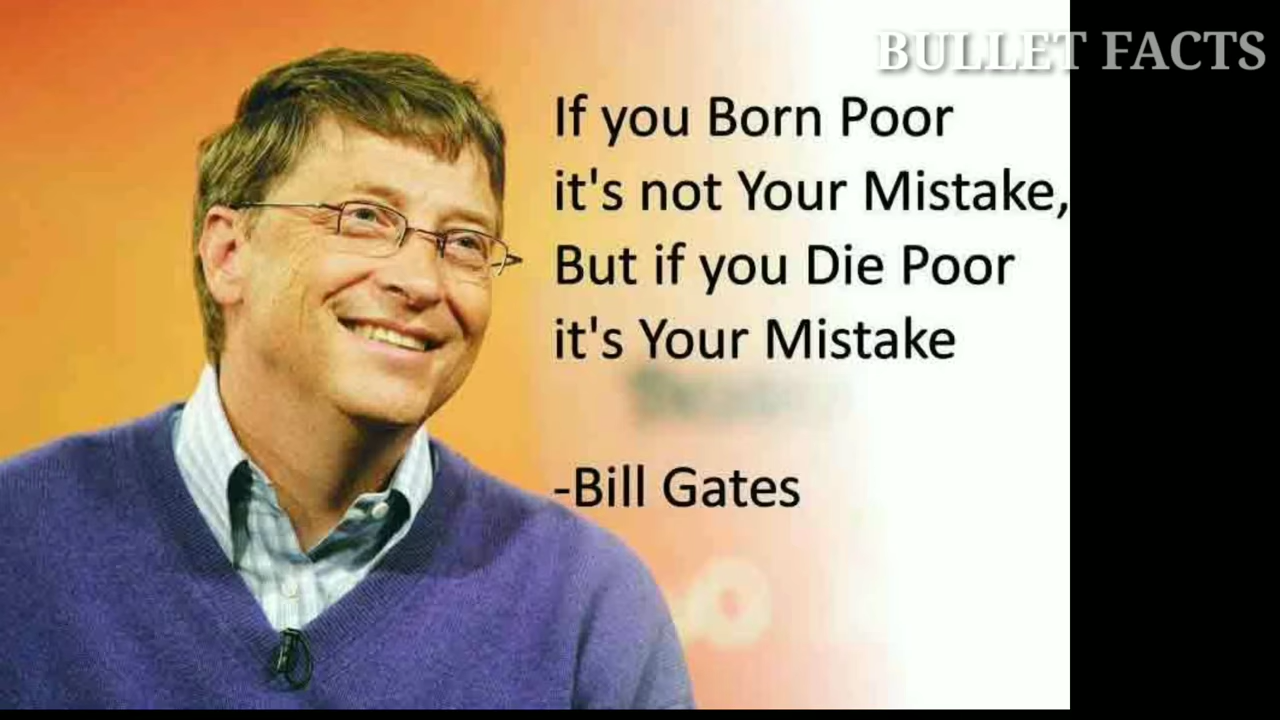 BULLET FACTS
If you Born Poor
it's not Your Mistake,
But if you Die Poor
it's Your Mistake
-Bill Gates